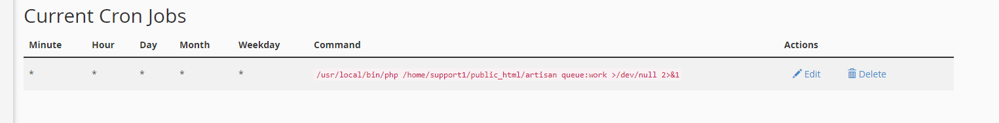 Current Cron Jobs
Minute Hour Day Month Weekday Command Actions
* * * * * /usr/local/bin/php /home/support1/public_html/artisan queue:work >/dev/null 2>&1 Edit Delete